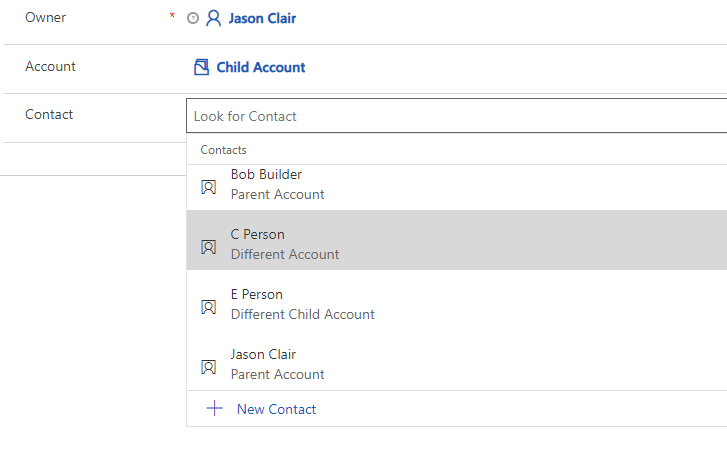 Owner * Jason Clair
Account Child Account
Contact Look for Contact
Contacts
Bob Builder
Parent Account
C Person
Different Account
E Person
Different Child Account
Jason Clair
Parent Account
+ New Contact